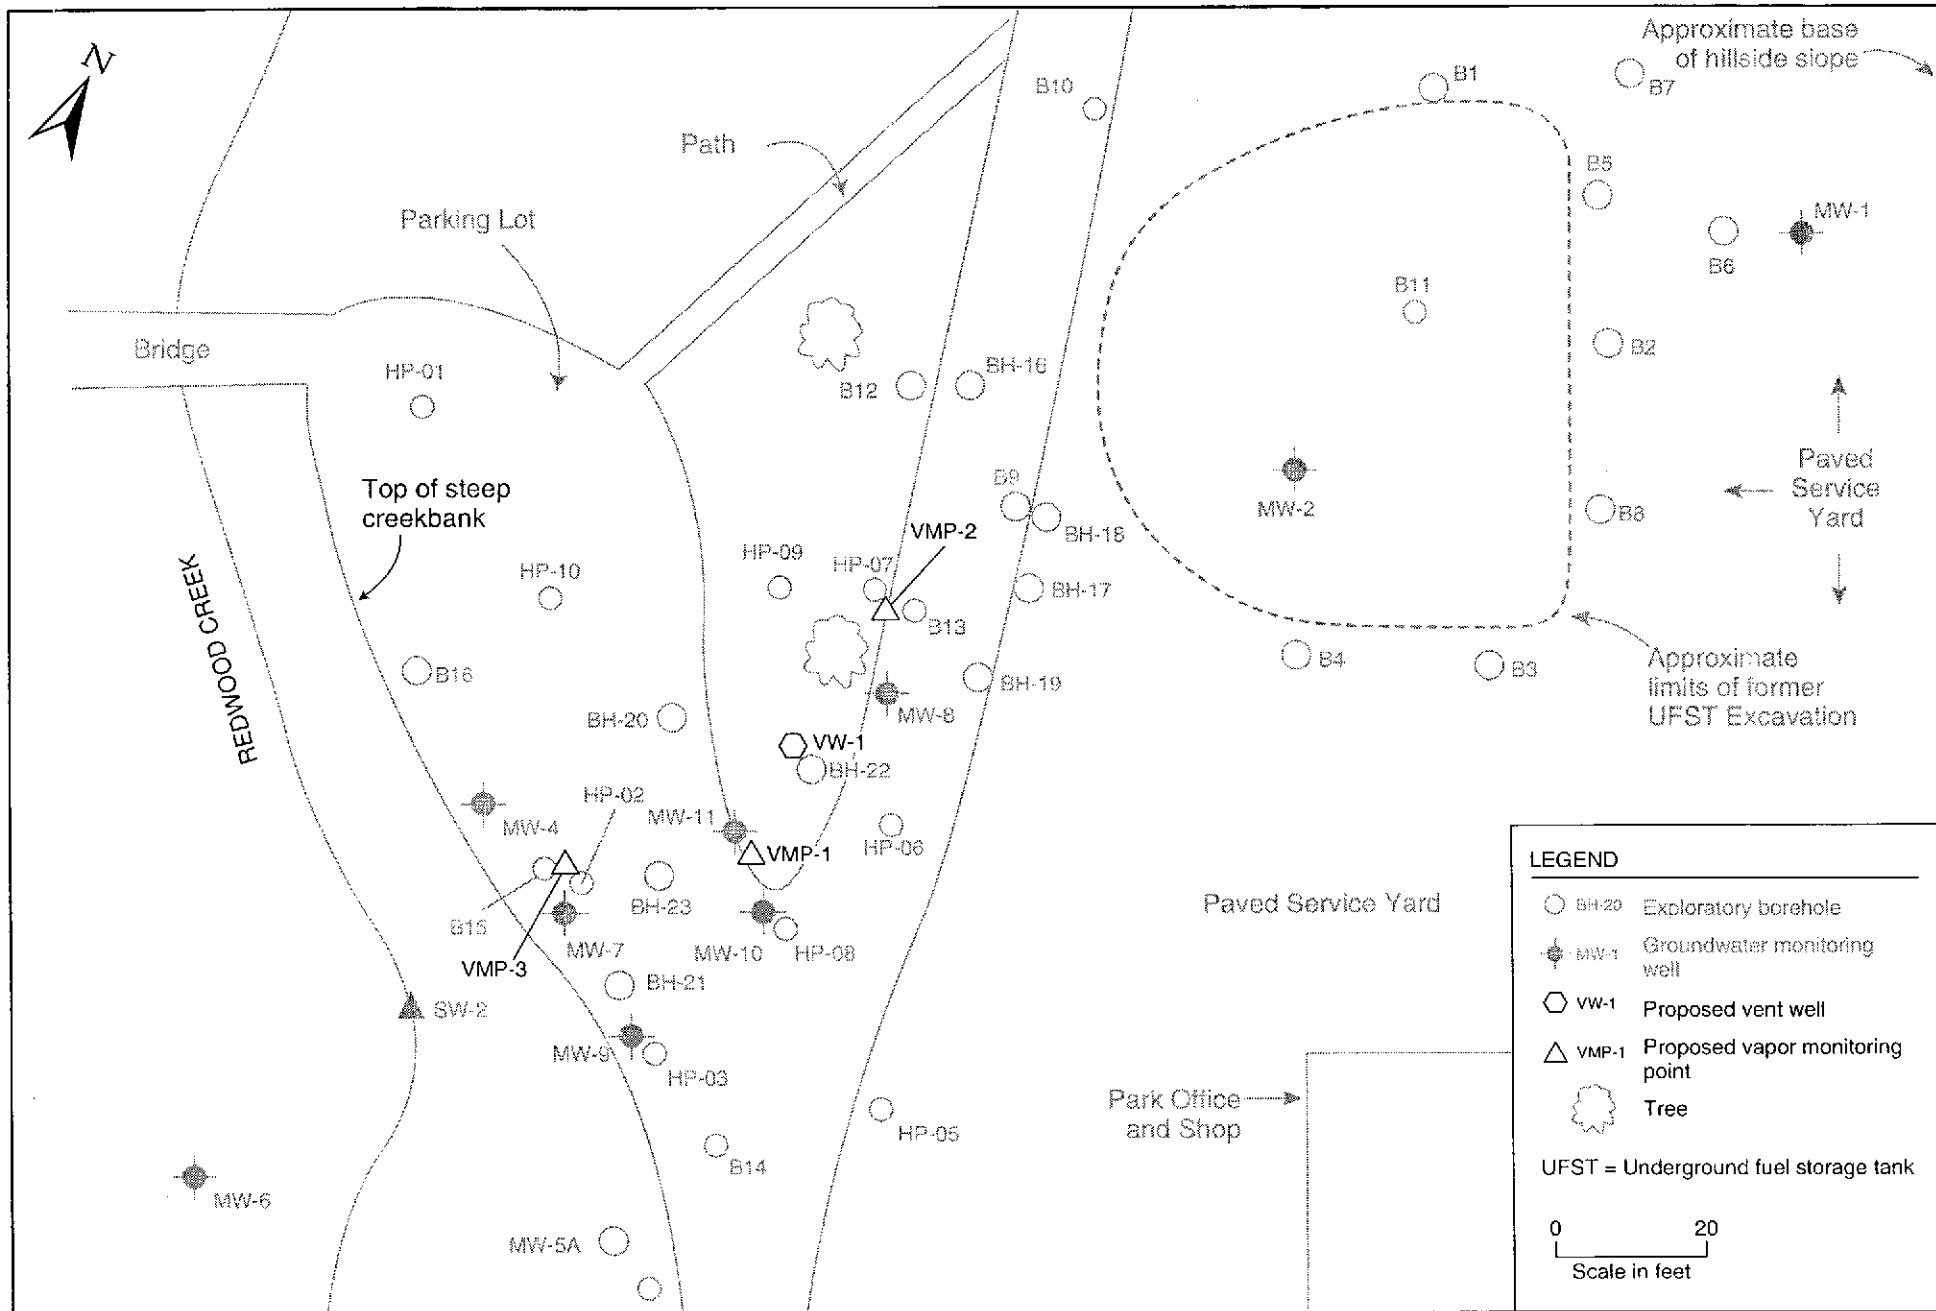 N
Approximate base
of hillside slope
B7
B1
B10
Path
B5
MW-1
B6
Parking Lot
B11
Bridge
HP-01
B2
B12
BH-16
Top of steep
creekbank
B9
MW-2
BH-18
Paved
Service
Yard
B8
VMP-2
HP-09
HP-07
HP-10
BH-17
B13
REDWOOD CREEK
B16
B4
B3
Approximate
limits of former
UFST Excavation
BH-19
MW-8
BH-20
VW-1
BH-22
HP-02
MW-4
MW-11
VMP-1
HP-06
B15
BH-23
MW-7
MW-10
HP-08
VMP-3
BH-21
SW-2
MW-9
HP-03
Paved Service Yard
Park Office
and Shop
HP-05
B14
MW-6
MW-5A
LEGEND
BH-20 Exploratory borehole
MW-1 Groundwater monitoring
well
VW-1 Proposed vent well
VMP-1 Proposed vapor monitoring
point
Tree
UFST = Underground fuel storage tank
0 20
Scale in feet